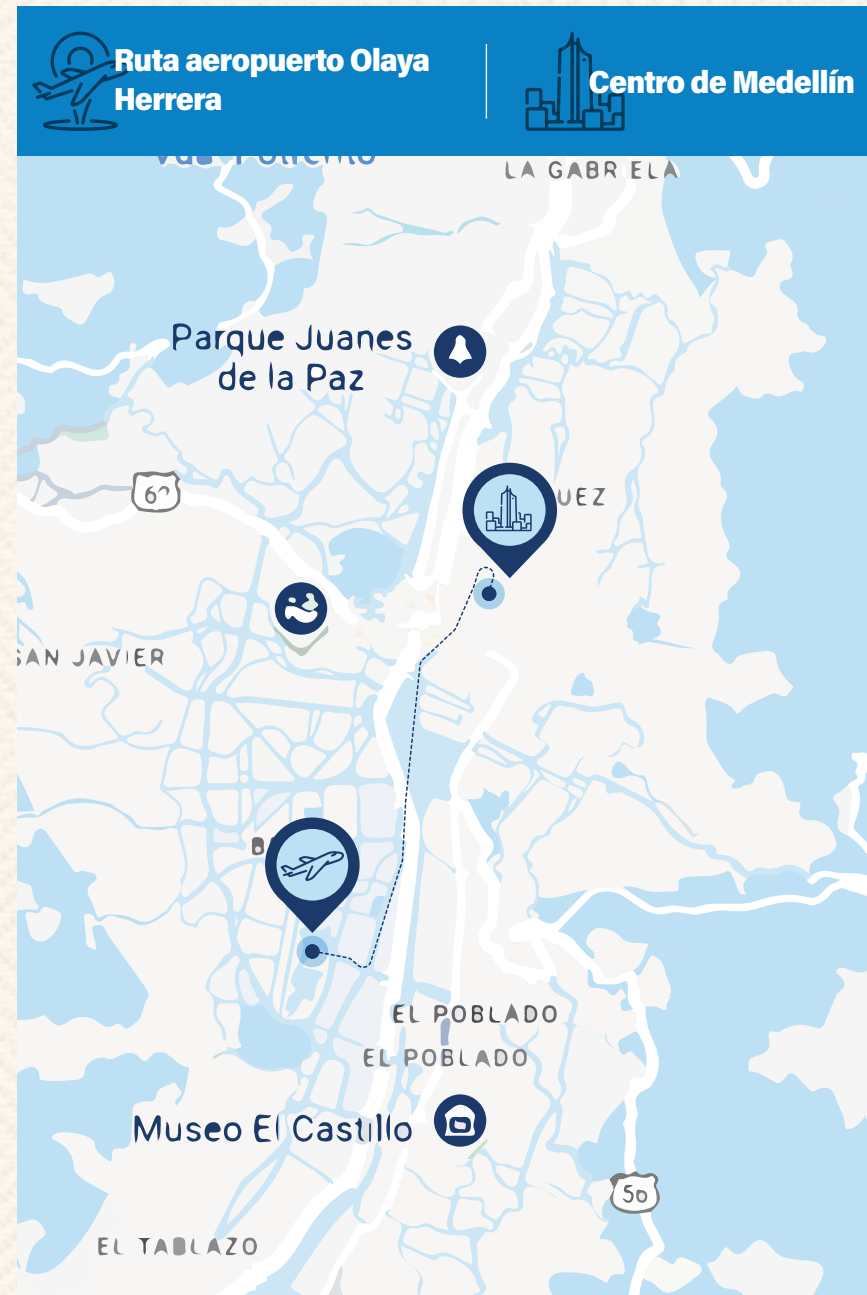 Ruta aeropuerto Olaya
Herrera
Centro de Medellín
LA GABRIELA
Parque Juanes
de la Paz
UEZ
SAN JAVIER
EL POBLADO
EL POBLADO
Museo El Castillo
50
EL TABLAZO